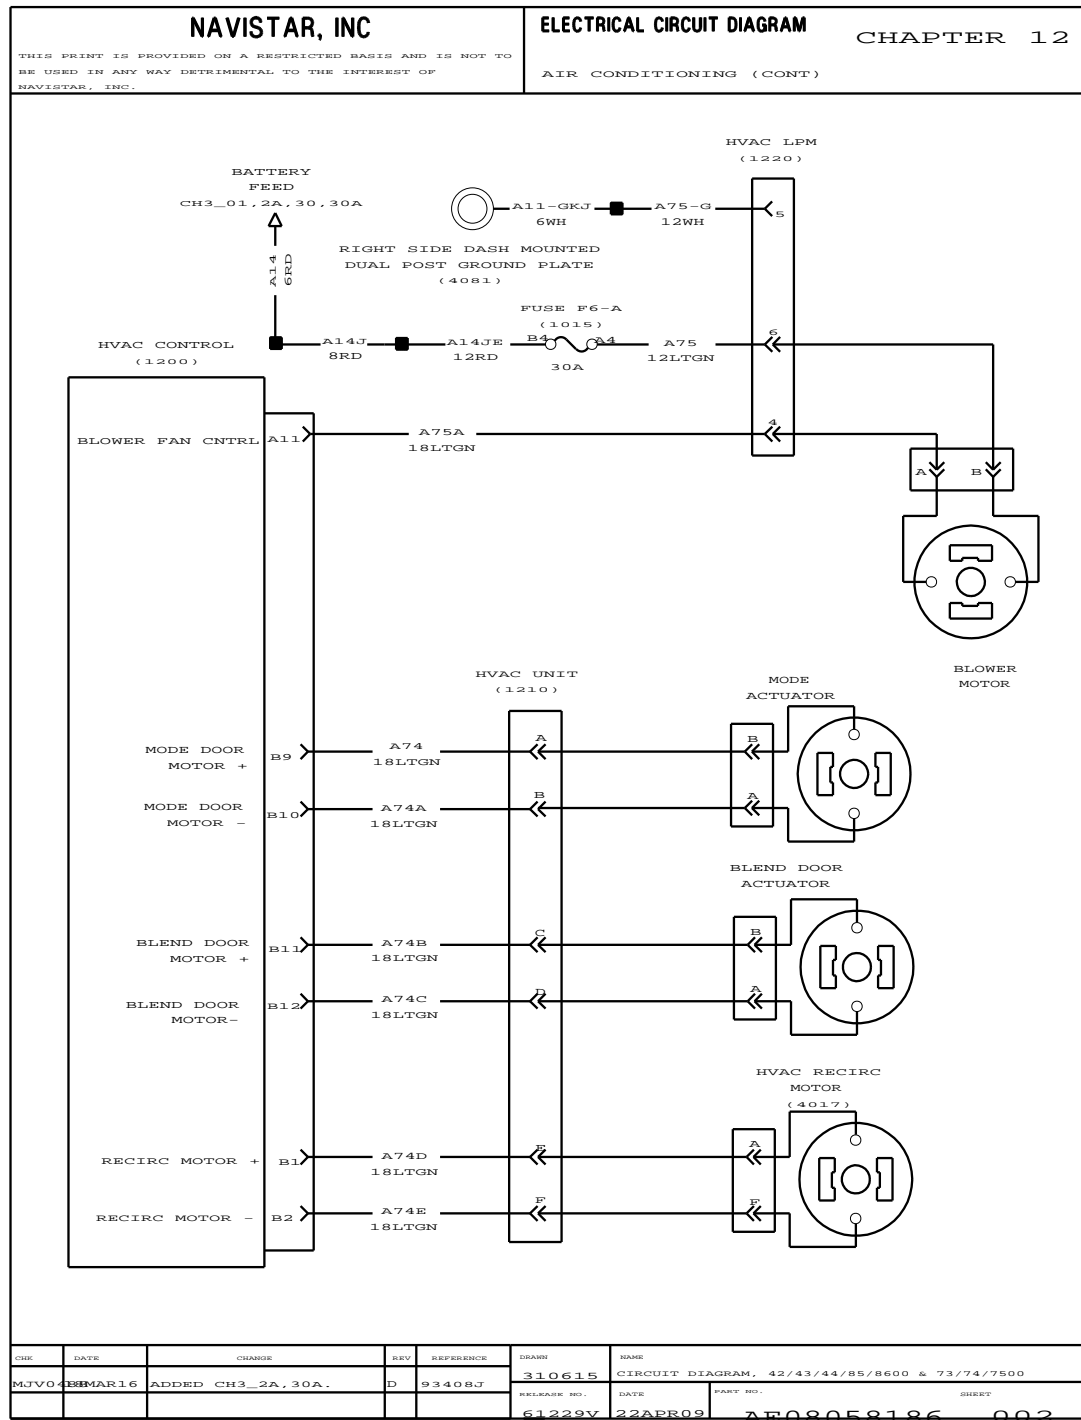 NAVISTAR, INC
THIS PRINT IS PROVIDED ON A RESTRICTED BASIS AND IS NOT TO
BE USED IN ANY WAY DETRIMENTAL TO THE INTEREST OF
NAVISTAR, INC.
ELECTRICAL CIRCUIT DIAGRAM
CHAPTER 12
AIR CONDITIONING (CONT)
HVAC LPM
(1220)
BATTERY
FEED
CH3_01,2A,30,30A
A11-GKJ
6WH
A75-G
12WH
5
A14
6RD
RIGHT SIDE DASH MOUNTED
DUAL POST GROUND PLATE
(4081)
FUSE F6-A
(1015)
HVAC CONTROL
(1200)
A14J
8RD
A14JE
12RD
B4
A4
30A
A75
12LTGN
6
BLOWER FAN CNTRL
A11
A75A
18LTGN
4
A
B
BLOWER
MOTOR
HVAC UNIT
(1210)
MODE
ACTUATOR
MODE DOOR
MOTOR +
B9
A74
18LTGN
A
B
MODE DOOR
MOTOR -
B10
A74A
18LTGN
B
A
BLEND DOOR
ACTUATOR
BLEND DOOR
MOTOR +
B11
A74B
18LTGN
C
B
BLEND DOOR
MOTOR-
B12
A74C
18LTGN
D
A
HVAC RECIRC
MOTOR
(4017)
RECIRC MOTOR +
B1
A74D
18LTGN
E
A
RECIRC MOTOR -
B2
A74E
18LTGN
F
F
CHK
DATE
CHANGE
REV
REFERENCE
DRAWN
NAME
18MAR16
ADDED CH3_2A,30A.
D
93408J
310615
CIRCUIT DIAGRAM, 42/43/44/85/8600 & 73/74/7500
RELEASE NO.
DATE
PART NO.
SHEET
61229V
22APR09
AE08058186
002